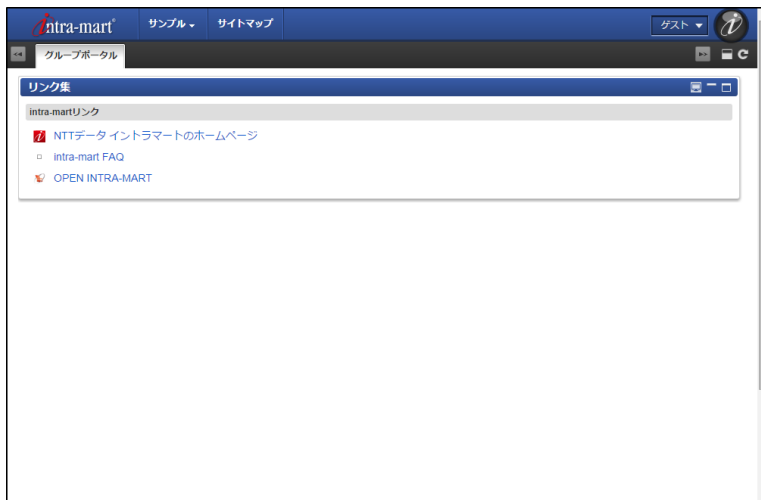 intra-mart® サンプル サイトマップ ゲスト
グループポータル
リンク集
intra-martリンク
NTTデータ イントラマートのホームページ
intra-mart FAQ
OPEN INTRA-MART